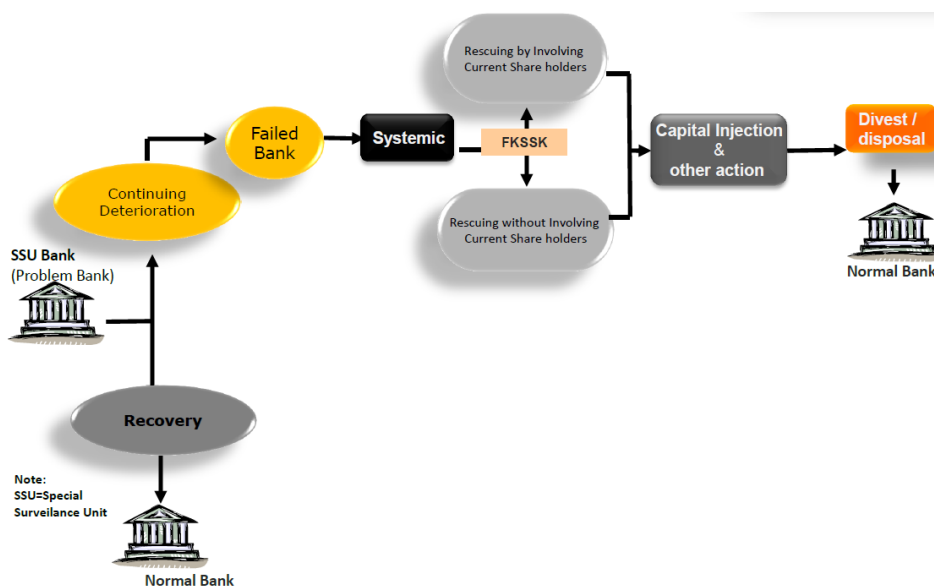 Rescuing by Involving
Current Share holders
Failed
Bank
Systemic
FKSSK
Capital Injection
&
other action
Divest /
disposal
Continuing
Deterioration
Rescuing without Involving
Current Share holders
SSU Bank
(Problem Bank)
Normal Bank
Recovery
Note:
SSU=Special
Surveilance Unit
Normal Bank